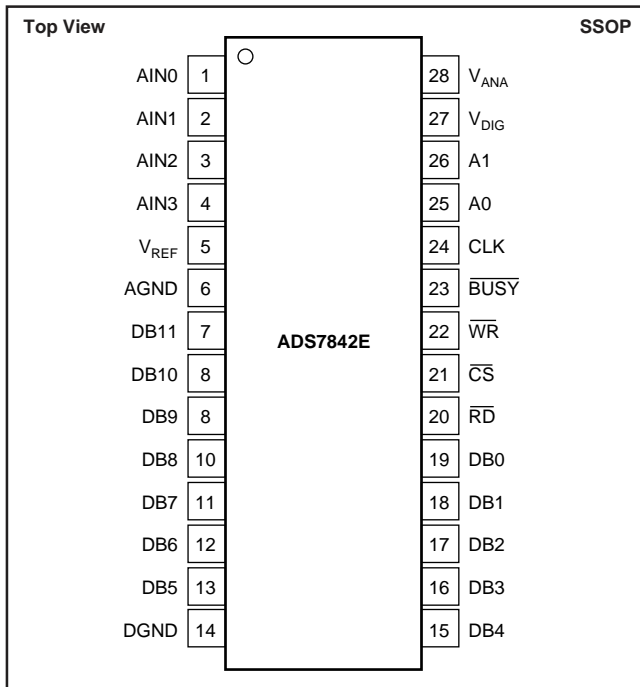 Top View SSOP
AIN0 1 28 VANA
AIN1 2 27 VDIG
AIN2 3 26 A1
AIN3 4 25 A0
VREF 5 24 CLK
AGND 6 23 BUSY
DB11 7 22 WR
DB10 8 21 CS
DB9 8 20 RD
DB8 10 19 DB0
DB7 11 18 DB1
DB6 12 17 DB2
DB5 13 16 DB3
DGND 14 15 DB4
ADS7842E